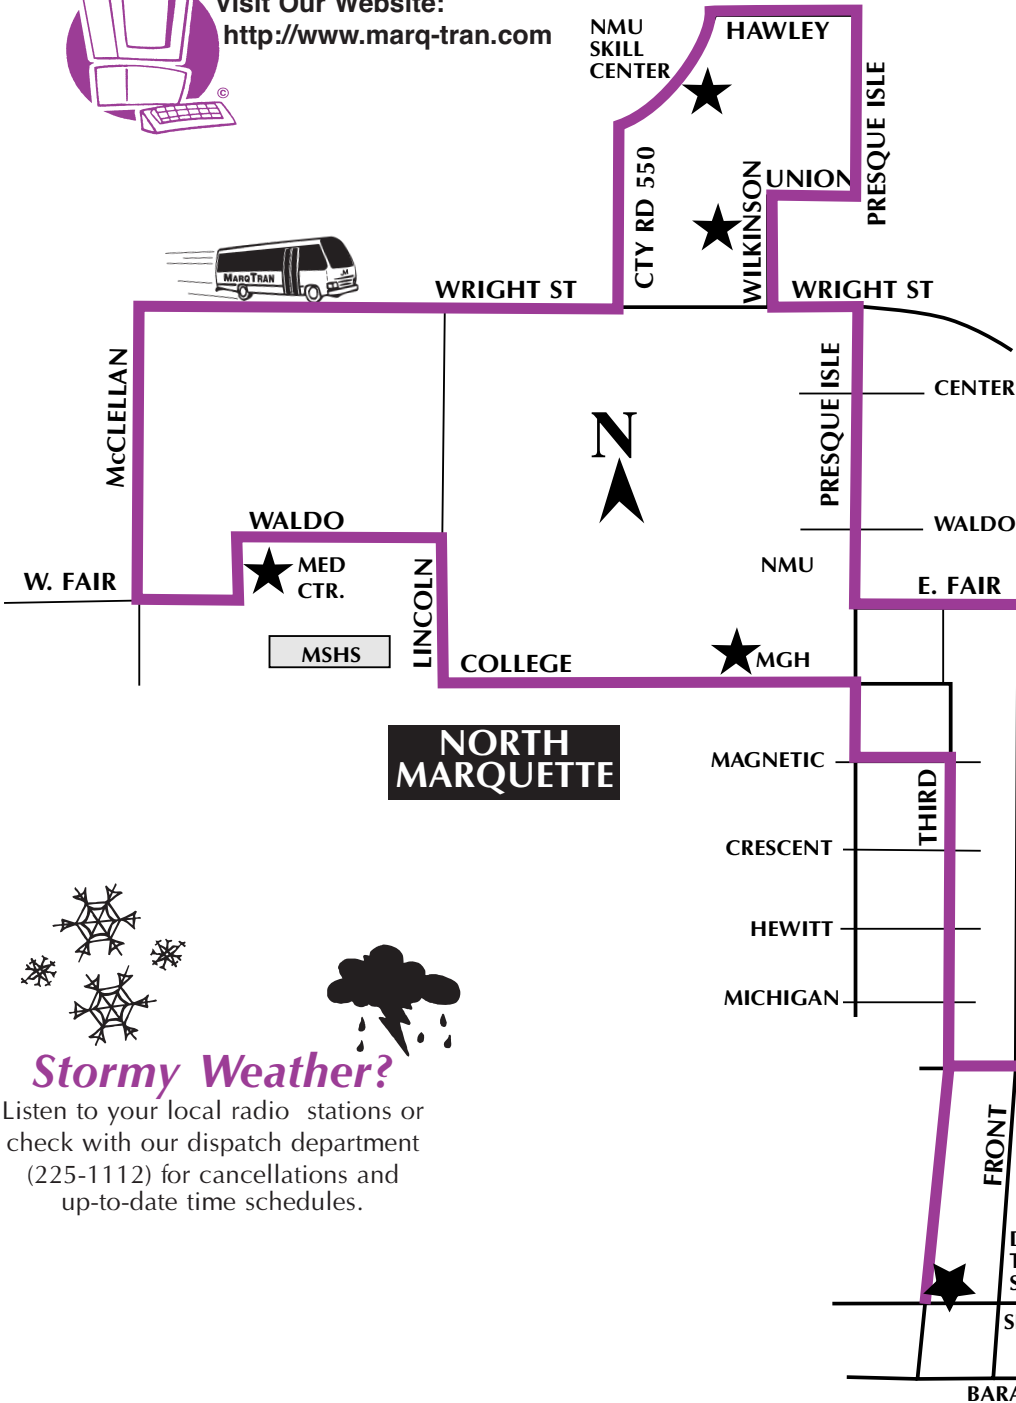 Visit Our Website:
http://www.marq-tran.com
©
NMU
SKILL
CENTER
HAWLEY
PRESQUE ISLE
CTY RD 550
WILKINSON
UNION
MARQTRAN
WRIGHT ST
WRIGHT ST
McCLELLAN
PRESQUE ISLE
CENTER
N
WALDO
WALDO
MED
CTR.
NMU
W. FAIR
E. FAIR
LINCOLN
MSHS
COLLEGE
MGH
NORTH
MARQUETTE
MAGNETIC
THIRD
CRESCENT
HEWITT
MICHIGAN
Stormy Weather?
Listen to your local radio stations or
check with our dispatch department
(225-1112) for cancellations and
up-to-date time schedules.
FRONT
T
S
S
BARA